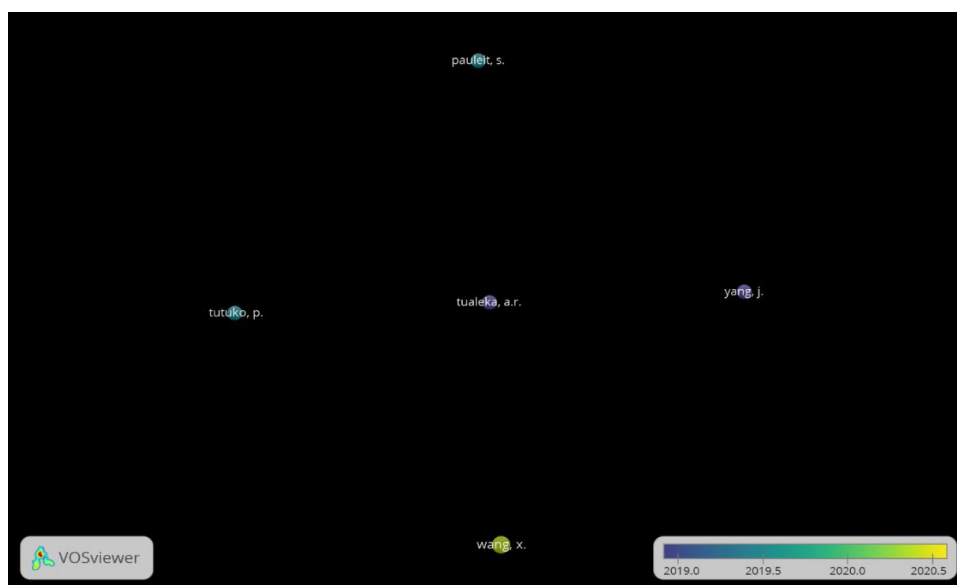 pauleit, s.
yang, j.
tualeka, a.r.
tutuko, p.
wang, x.
VOSviewer
2019.0 2019.5 2020.0 2020.5